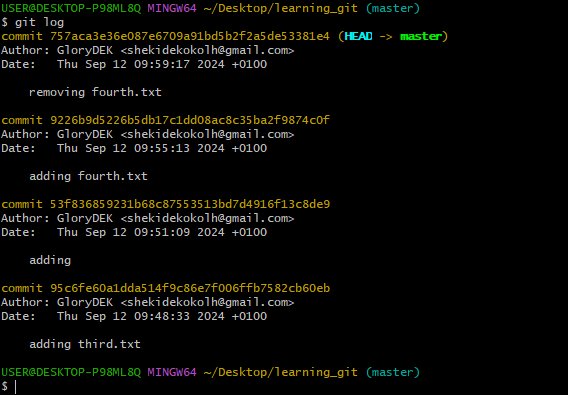 USER@DESKTOP-P98ML8Q MINGW64 ~/Desktop/learning_git (master)
$ git log
commit 757aca3e36e087e6709a91bd5b2f2a5de53381e4 (HEAD -> master)
Author: GloryDEK <shekidekokolh@gmail.com>
Date:   Thu Sep 12 09:59:17 2024 +0100
    removing fourth.txt
commit 9226b9d5226b5db17c1dd08ac8c35ba2f9874c0f
Author: GloryDEK <shekidekokolh@gmail.com>
Date:   Thu Sep 12 09:55:13 2024 +0100
    adding fourth.txt
commit 53f836859231b68c87553513bd7d4916f13c8de9
Author: GloryDEK <shekidekokolh@gmail.com>
Date:   Thu Sep 12 09:51:09 2024 +0100
    adding
commit 95c6fe60a1dda514f9c86e7f006ffb7582cb60eb
Author: GloryDEK <shekidekokolh@gmail.com>
Date:   Thu Sep 12 09:48:33 2024 +0100
    adding third.txt
USER@DESKTOP-P98ML8Q MINGW64 ~/Desktop/learning_git (master)
$